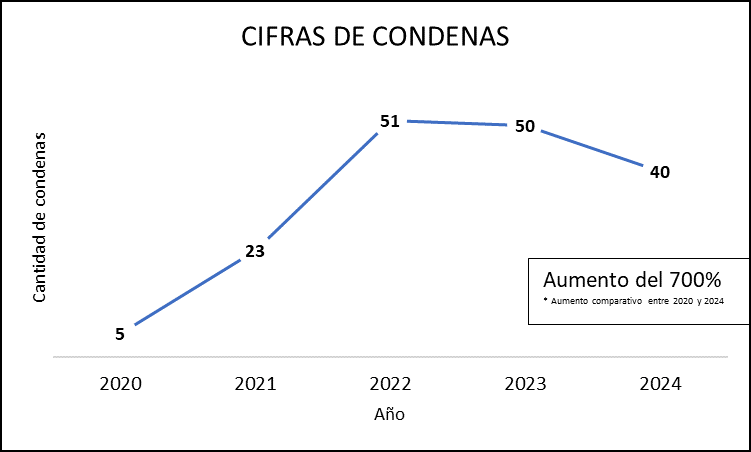 CIFRAS DE CONDENAS
Cantidad de condenas
51
50
40
23
5
Aumento del 700%
* Aumento comparativo entre 2020 y 2024
2020 2021 2022 2023 2024
Año